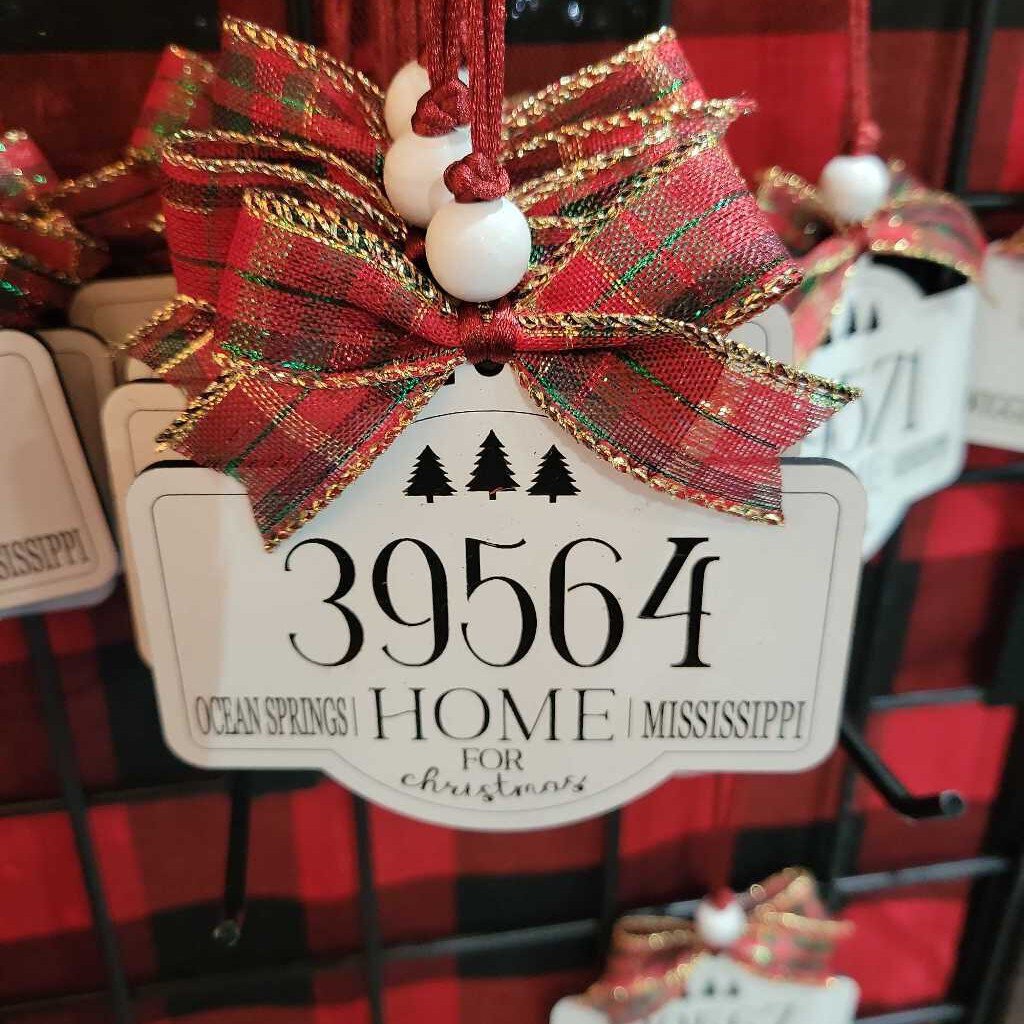 39564
OCEAN SPRINGS | HOME | MISSISSIPPI
FOR
christmas